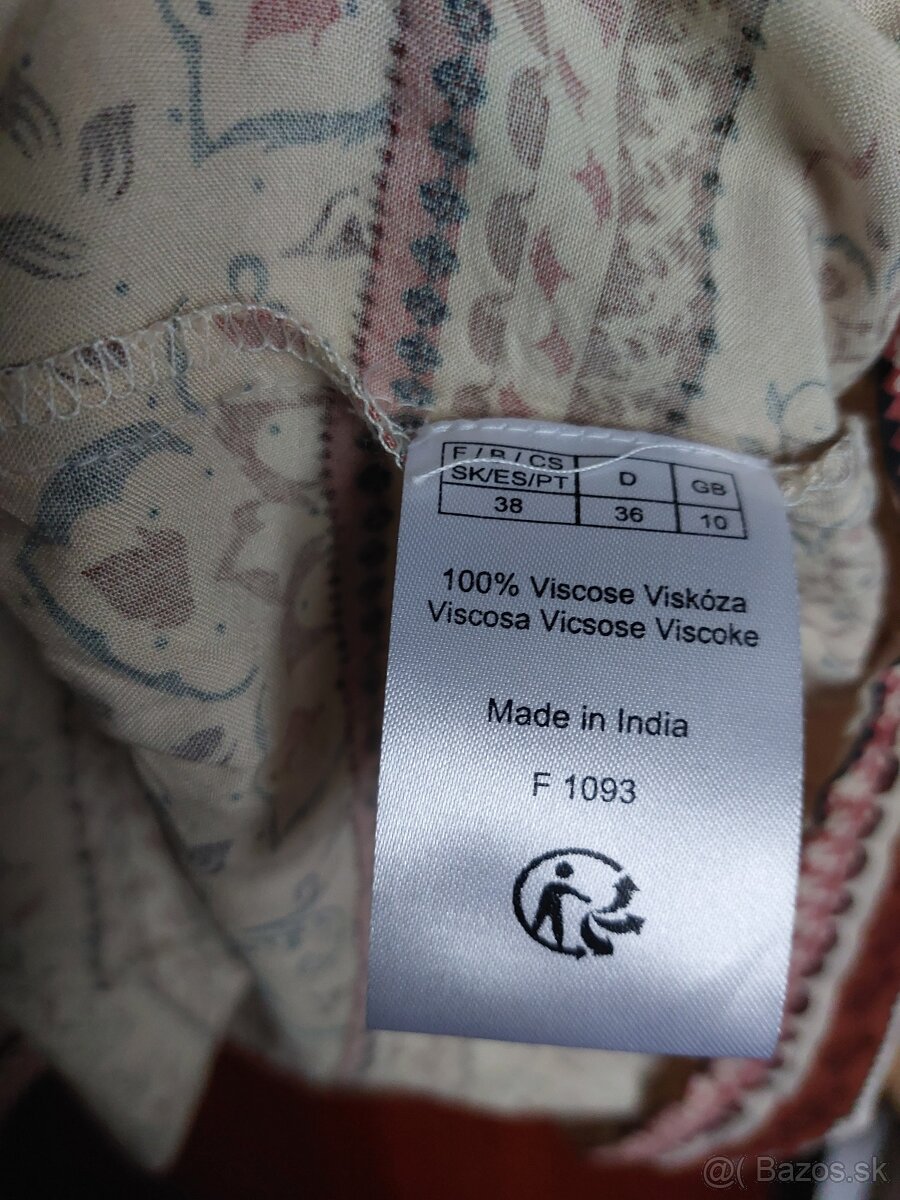 F / B / CS
SK/ES/PT D GB
38 36 10
100% Viscose Viskóza
Viscosa Vicsose Viscoke
Made in India
F 1093
@( Bazos.sk